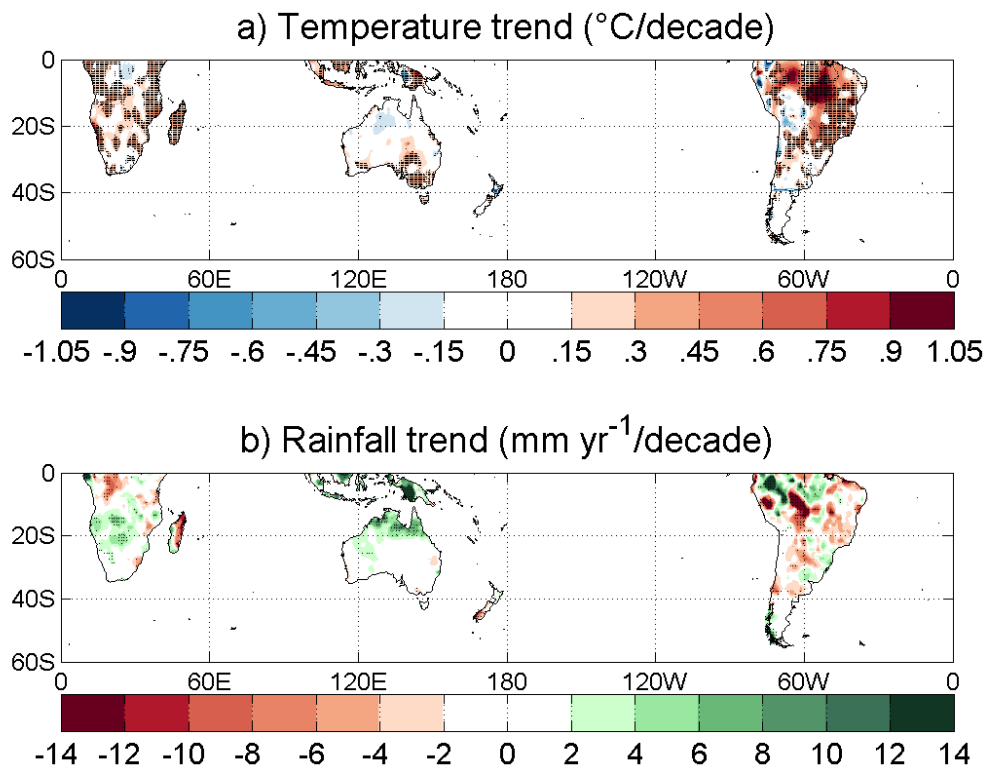 a) Temperature trend (°C/decade)
0
20S
40S
60S
0 60E 120E 180 120W 60W 0
-1.05 -.9 -.75 -.6 -.45 -.3 -.15 0 .15 .3 .45 .6 .75 .9 1.05
b) Rainfall trend (mm yr⁻¹/decade)
0
20S
40S
60S
0 60E 120E 180 120W 60W 0
-14 -12 -10 -8 -6 -4 -2 0 2 4 6 8 10 12 14